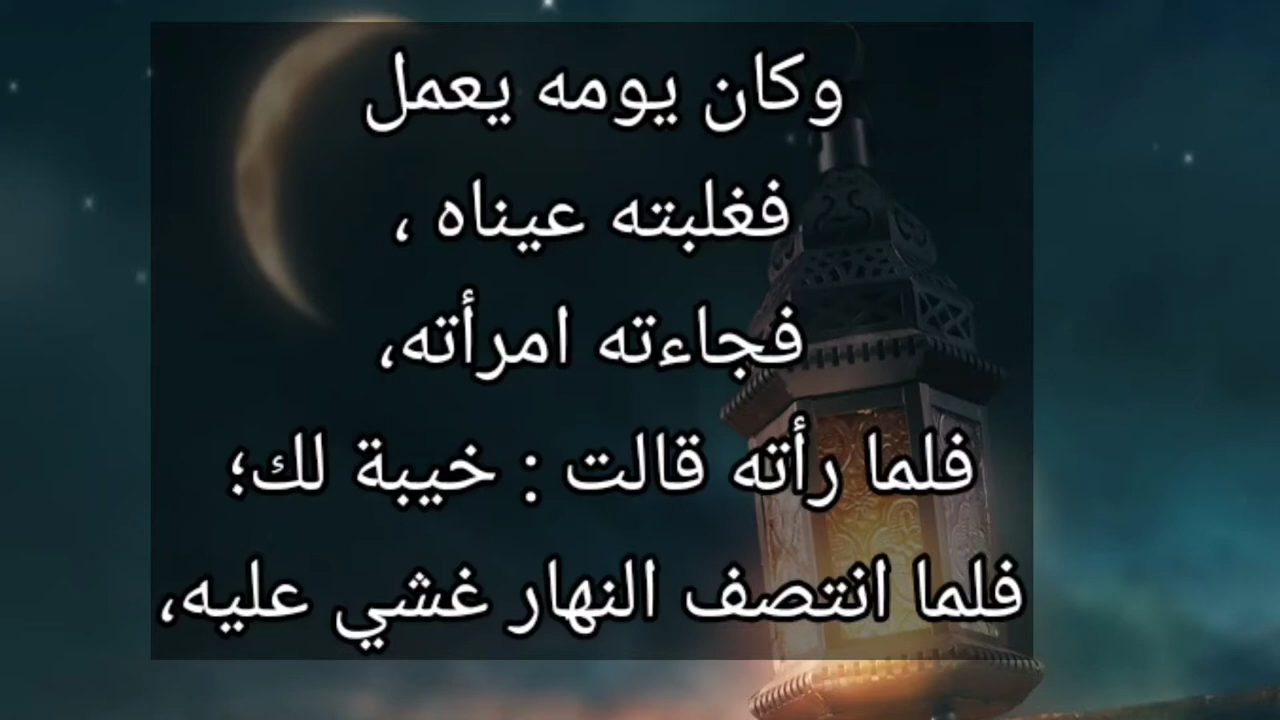 وكان يومه يعمل
فغلبته عيناه ،
فجاءته امرأته،
فلما رأته قالت : خيبة لك؛
فلما انتصف النهار غشي عليه،